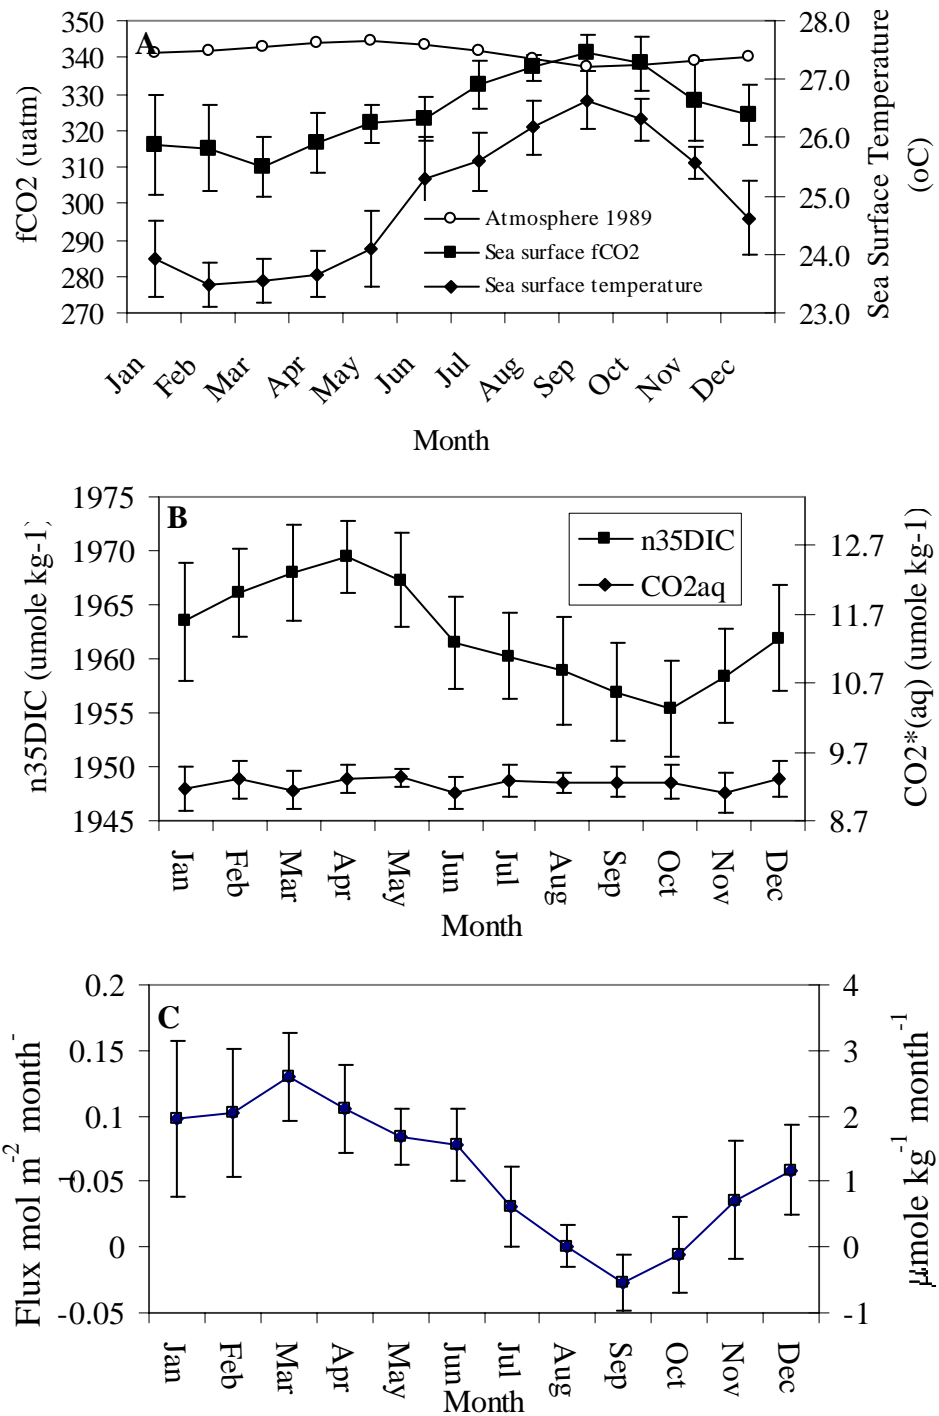 A
350
340
330
320
310
300
290
280
270
fCO2 (uatm)
28.0
27.0
26.0
25.0
24.0
23.0
Sea Surface Temperature
(oC)
Atmosphere 1989
Sea surface fCO2
Sea surface temperature
Jan Feb Mar Apr May Jun Jul Aug Sep Oct Nov Dec
Month
B
1975
1970
1965
1960
1955
1950
1945
n35DIC (umole kg-1)
12.7
11.7
10.7
9.7
8.7
CO2*(aq) (umole kg-1)
n35DIC
CO2aq
Jan Feb Mar Apr May Jun Jul Aug Sep Oct Nov Dec
Month
C
0.2
0.15
0.1
0.05
0
-0.05
Flux mol m-2 month-
4
3
2
1
0
-1
µmole kg-1 month-1
Jan Feb Mar Apr May Jun Jul Aug Sep Oct Nov Dec
Month